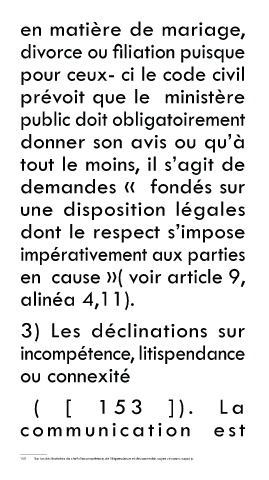 en matière de mariage,
divorce ou filiation puisque
pour ceux- ci le code civil
prévoit que le ministère
public doit obligatoirement
donner son avis ou qu’à
tout le moins, il s’agit de
demandes « fondés sur
une disposition légales
dont le respect s’impose
impérativement aux parties
en cause »( voir article 9,
alinéa 4,11).
3) Les déclinations sur
incompétence, litispendance
ou connexité
( [ 153 ]). La
communication est